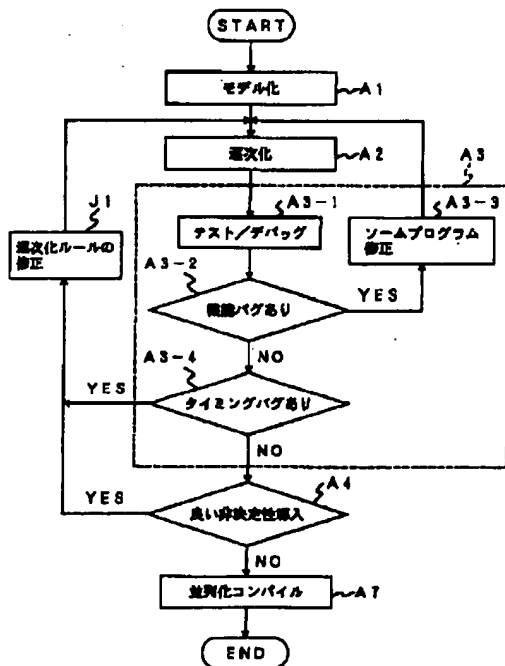 START
モデル化
A1
逐次化
A2
A3
J1
A3-1
A3-3
逐次化ルールの
修正
テスト/デバッグ
ソームプログラム
修正
A3-2
機能バグあり
YES
NO
A3-4
YES
タイミングバグあり
NO
YES
A4
良い非決定性導入
NO
並列化コンパイル
A7
END